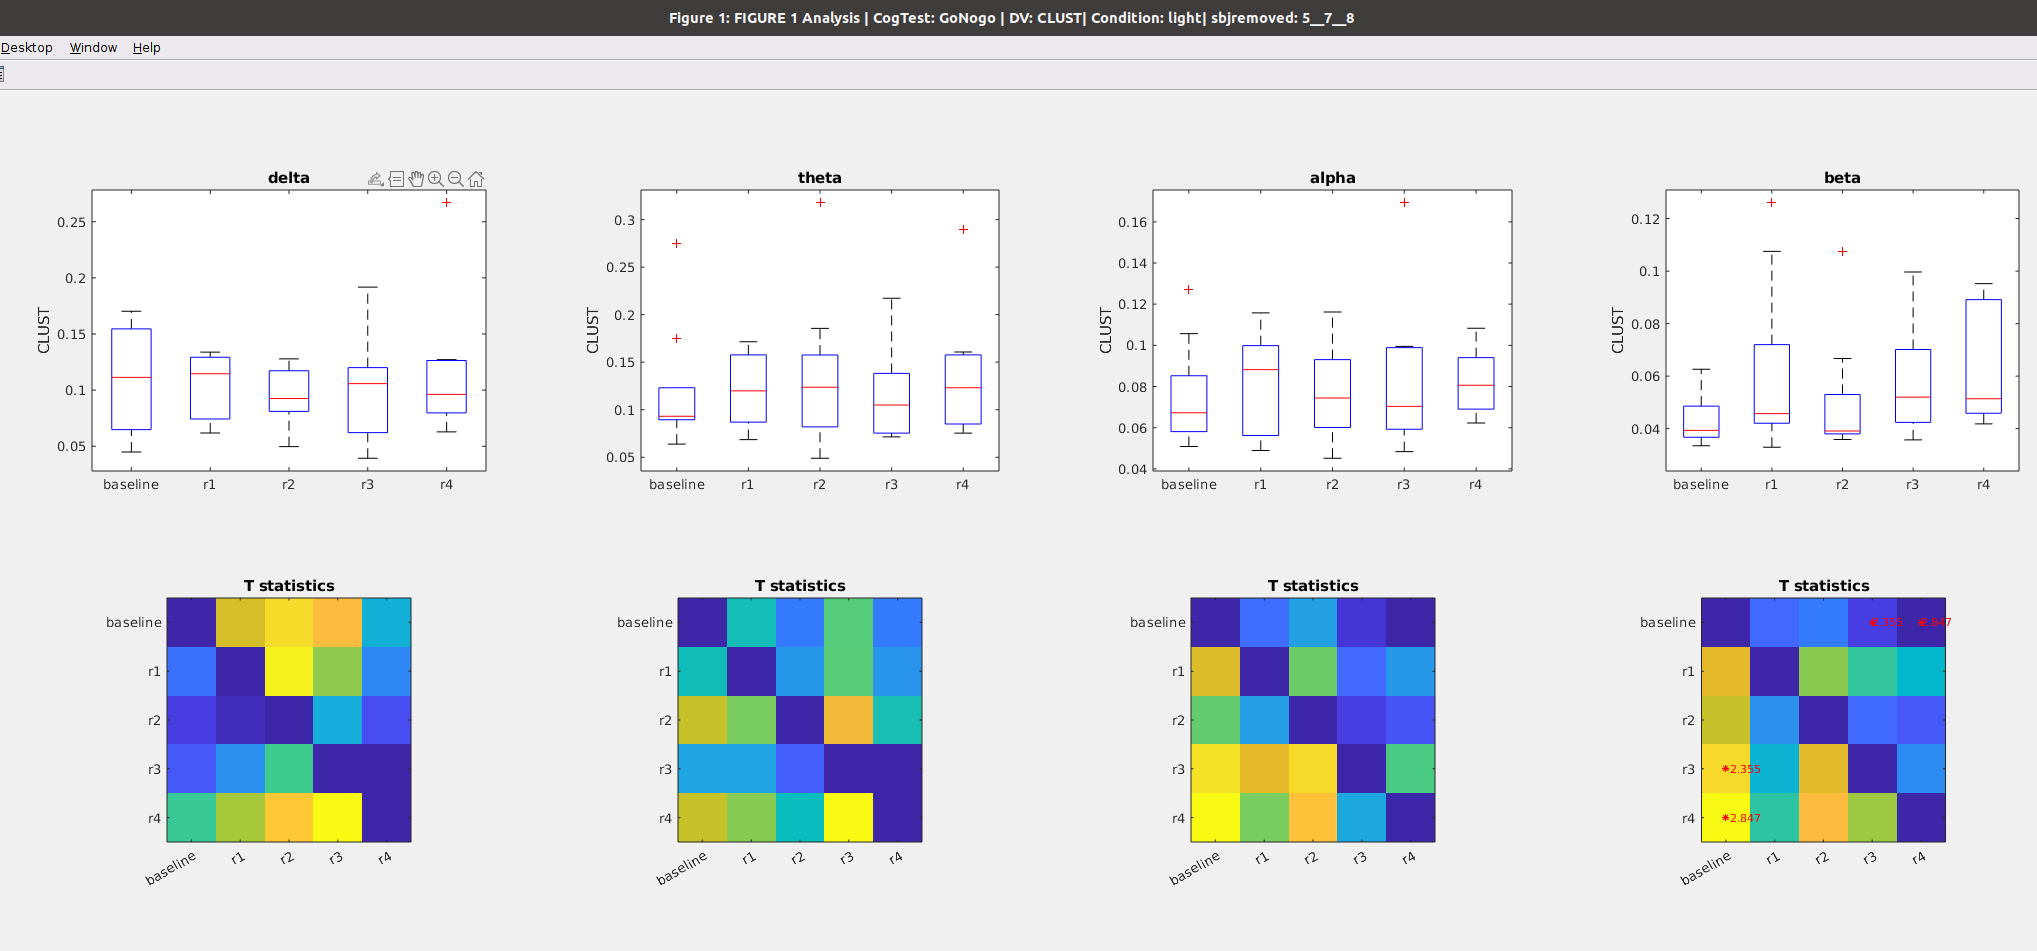 Figure 1: FIGURE 1 Analysis | CogTest: GoNogo | DV: CLUST| Condition: light| sbjremoved: 5__7__8
Desktop Window Help
delta
CLUST
0.25
0.2
0.15
0.1
0.05
baseline r1 r2 r3 r4
theta
CLUST
0.3
0.25
0.2
0.15
0.1
0.05
baseline r1 r2 r3 r4
alpha
CLUST
0.16
0.14
0.12
0.1
0.08
0.06
0.04
baseline r1 r2 r3 r4
beta
CLUST
0.12
0.1
0.08
0.06
0.04
baseline r1 r2 r3 r4
T statistics
baseline
r1
r2
r3
r4
baseline r1 r2 r3 r4
T statistics
baseline
r1
r2
r3
r4
baseline r1 r2 r3 r4
T statistics
baseline
r1
r2
r3
r4
baseline r1 r2 r3 r4
T statistics
baseline
r1
r2
r3 *2.355
r4 *2.847
baseline r1 r2 r3 r4